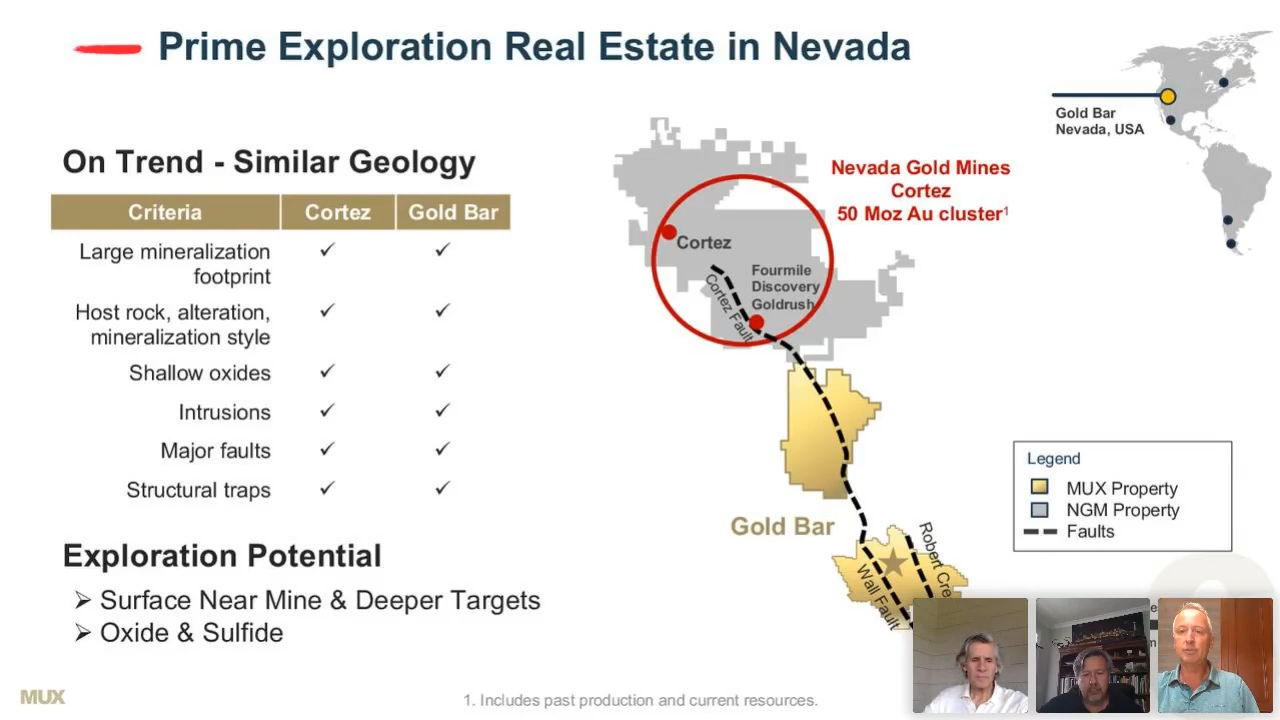 Prime Exploration Real Estate in Nevada
Gold Bar
Nevada, USA
On Trend - Similar Geology
Criteria Cortez Gold Bar
Large mineralization ✓ ✓
footprint
Host rock, alteration, ✓ ✓
mineralization style
Shallow oxides ✓ ✓
Intrusions ✓ ✓
Major faults ✓ ✓
Structural traps ✓ ✓
Exploration Potential
➢ Surface Near Mine & Deeper Targets
➢ Oxide & Sulfide
Nevada Gold Mines
Cortez
50 Moz Au cluster¹
Cortez
Fourmile
Discovery
Goldrush
Cortez Fault
Gold Bar
Robert Cre
Wall Fault
Legend
MUX Property
NGM Property
Faults
MUX
1. Includes past production and current resources.